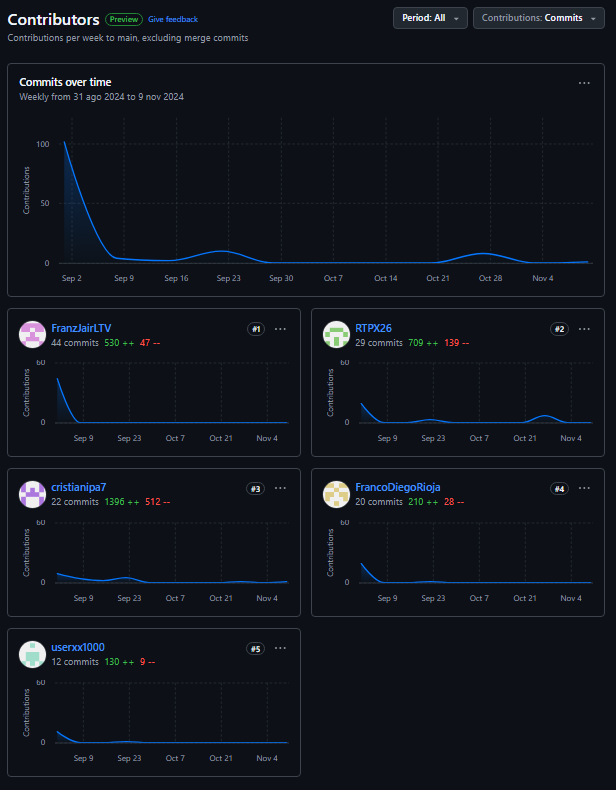 Contributors Preview Give feedback
Period: All
Contributions: Commits
Contributions per week to main, excluding merge commits
Commits over time
Weekly from 31 ago 2024 to 9 nov 2024
Contributions
100
50
0
Sep 2 Sep 9 Sep 16 Sep 23 Sep 30 Oct 7 Oct 14 Oct 21 Oct 28 Nov 4
FranzJairLTV #1
44 commits 530 ++ 47 --
60
Contributions
0
Sep 9 Sep 23 Oct 7 Oct 21 Nov 4
RTPX26 #2
29 commits 709 ++ 139 --
60
Contributions
0
Sep 9 Sep 23 Oct 7 Oct 21 Nov 4
cristianipa7 #3
22 commits 1396 ++ 512 --
60
Contributions
0
Sep 9 Sep 23 Oct 7 Oct 21 Nov 4
FrancoDiegoRioja #4
20 commits 210 ++ 28 --
60
Contributions
0
Sep 9 Sep 23 Oct 7 Oct 21 Nov 4
userxx1000 #5
12 commits 130 ++ 9 --
60
Contributions
0
Sep 9 Sep 23 Oct 7 Oct 21 Nov 4